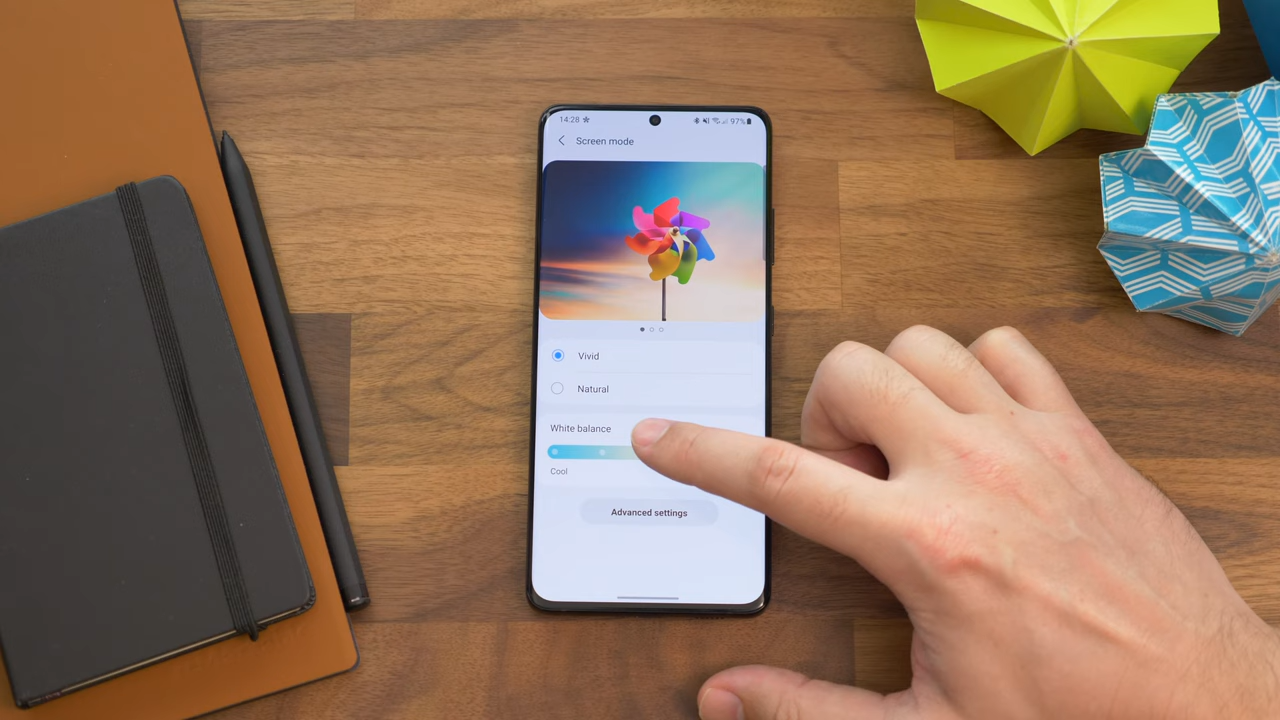 14:28
97%
Screen mode
Vivid
Natural
White balance
Cool
Advanced settings